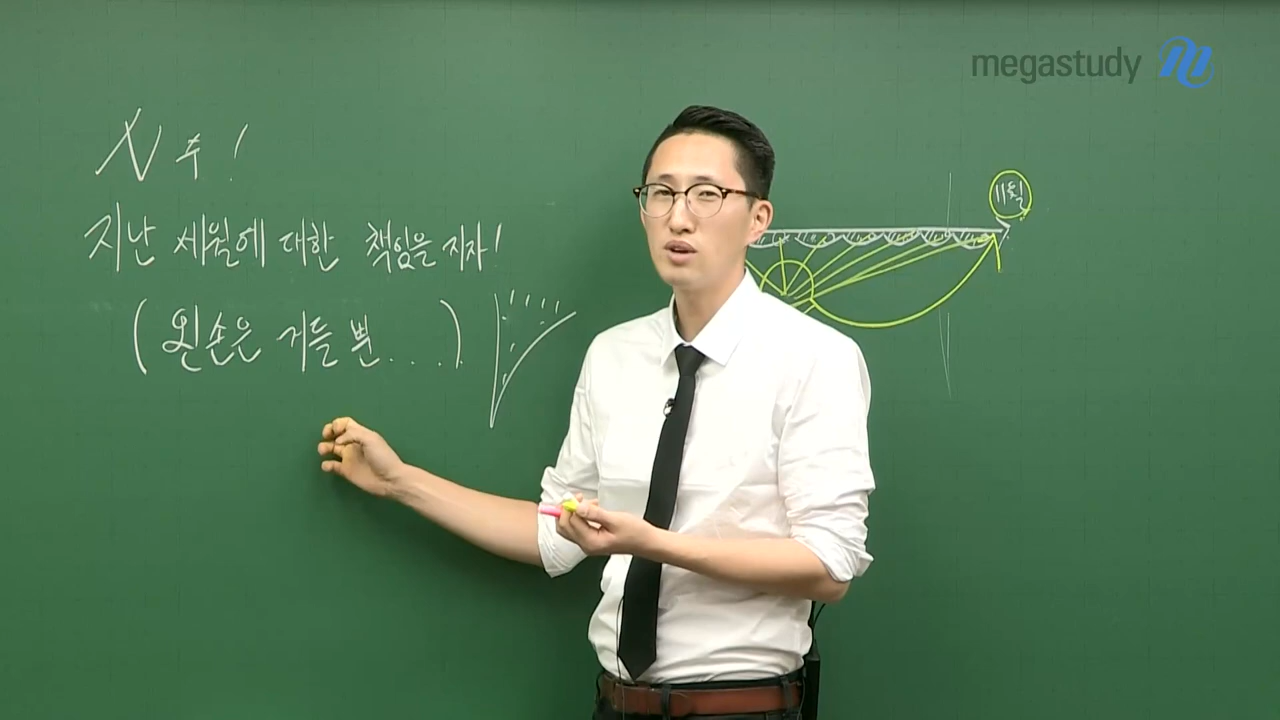 megastudy
N수!
지난 세월에 대한 책임을 지자!
(왼손은 거들 뿐....).
11월